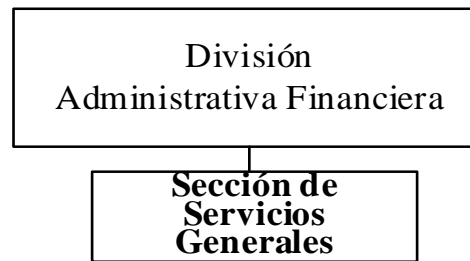 División
Administrativa Financiera
Sección de
Servicios
Generales